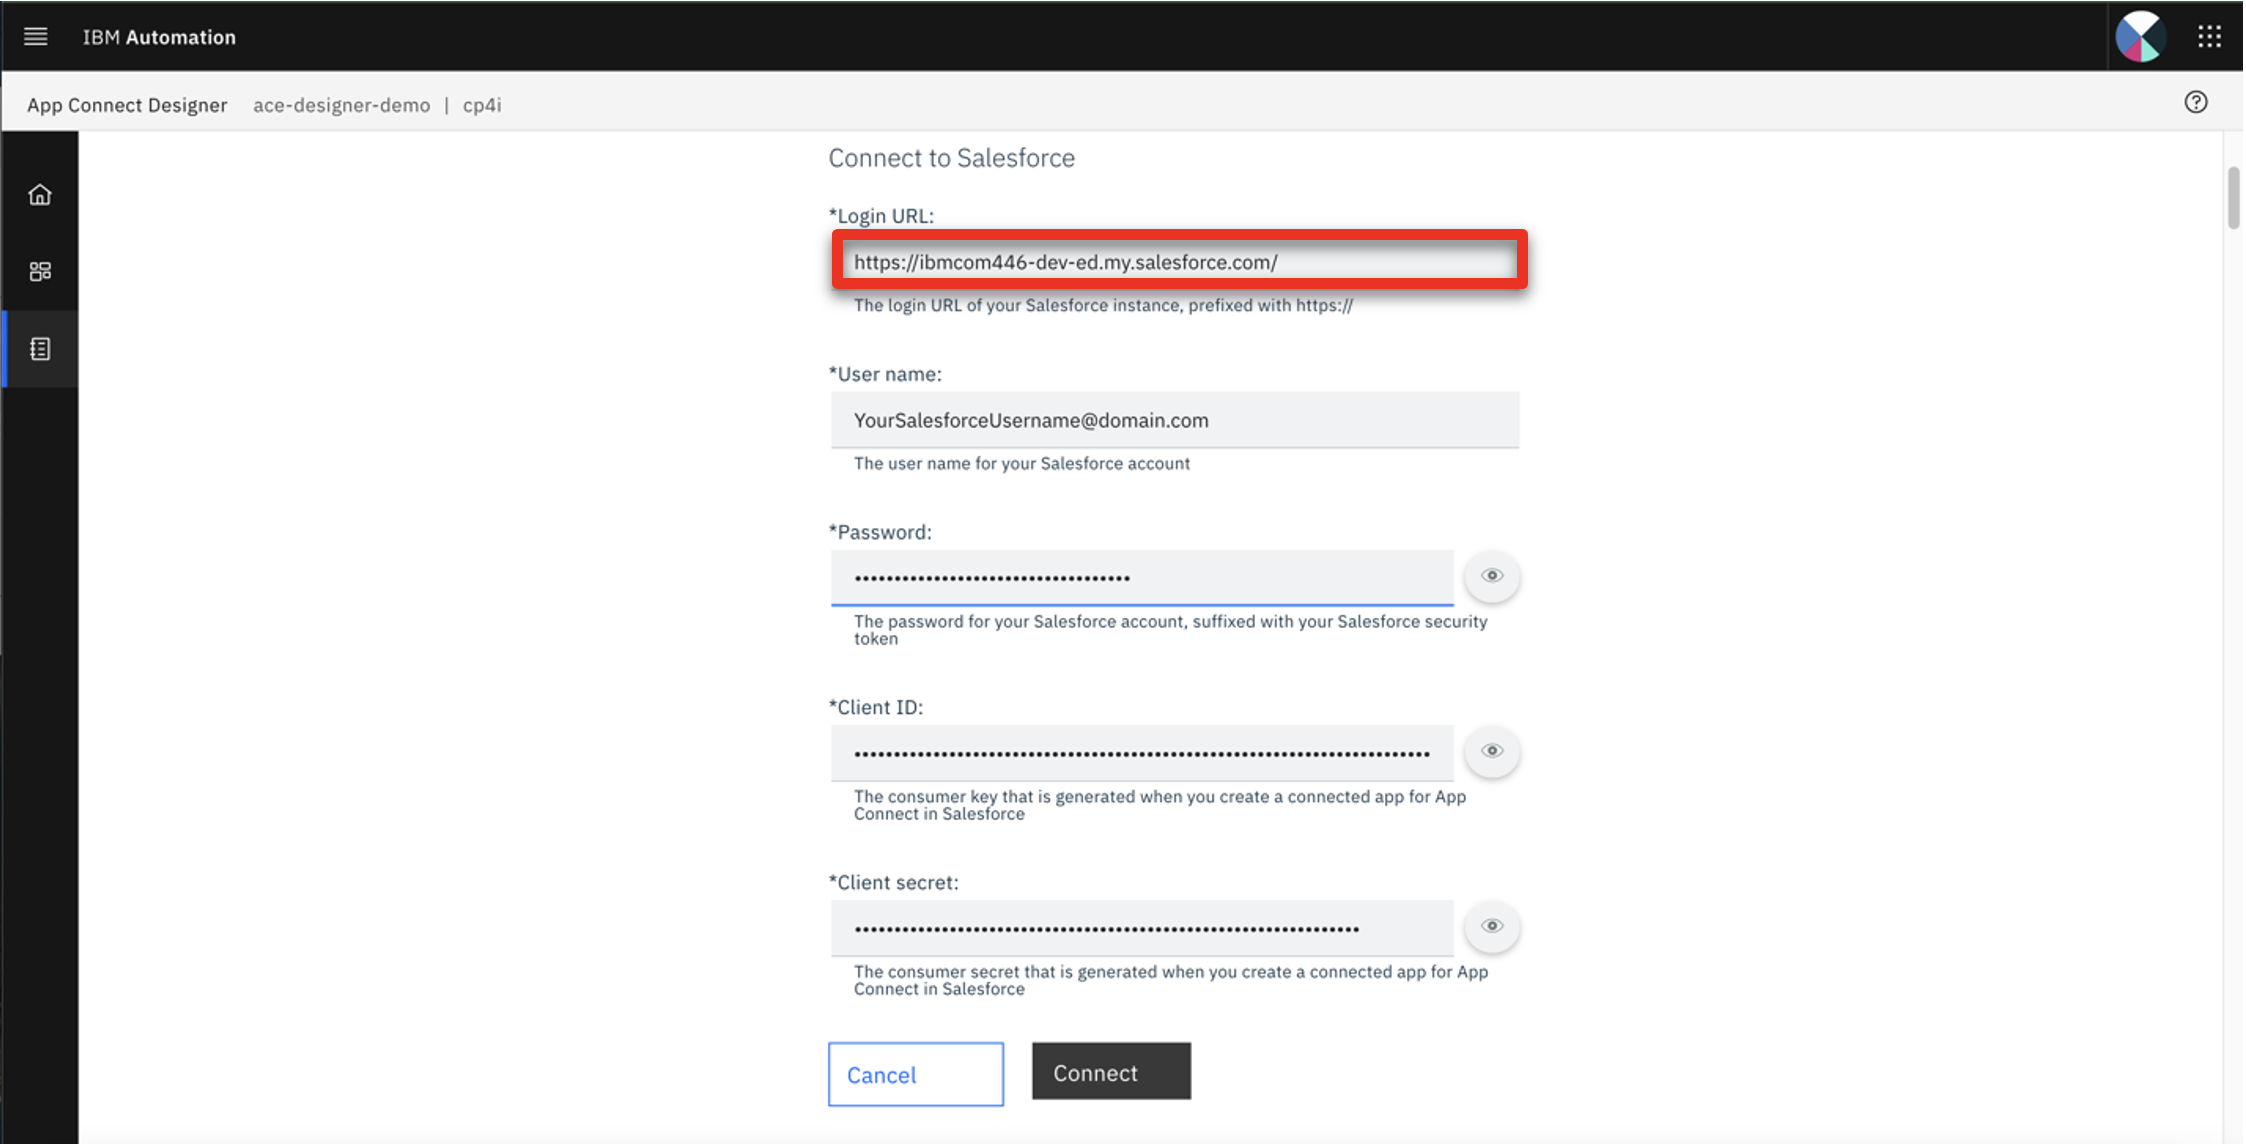 IBM Automation
App Connect Designer ace-designer-demo | cp4i
Connect to Salesforce
*Login URL:
https://ibmcom446-dev-ed.my.salesforce.com/
The login URL of your Salesforce instance, prefixed with https://
*User name:
YourSalesforceUsername@domain.com
The user name for your Salesforce account
*Password:
The password for your Salesforce account, suffixed with your Salesforce security
token
*Client ID:
The consumer key that is generated when you create a connected app for App
Connect in Salesforce
*Client secret:
The consumer secret that is generated when you create a connected app for App
Connect in Salesforce
Cancel Connect